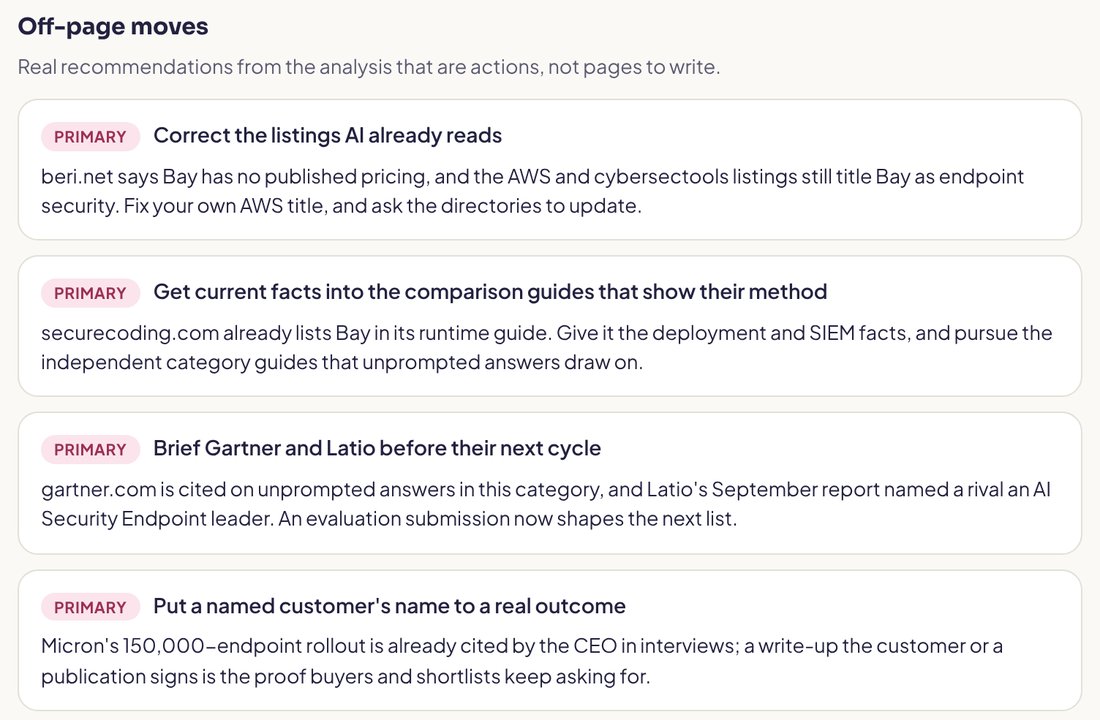 Off-page moves
Real recommendations from the analysis that are actions, not pages to write.
PRIMARY Correct the listings AI already reads
beri.net says Bay has no published pricing, and the AWS and cybersectools listings still title Bay as endpoint
security. Fix your own AWS title, and ask the directories to update.
PRIMARY Get current facts into the comparison guides that show their method
securecoding.com already lists Bay in its runtime guide. Give it the deployment and SIEM facts, and pursue the
independent category guides that unprompted answers draw on.
PRIMARY Brief Gartner and Latio before their next cycle
gartner.com is cited on unprompted answers in this category, and Latio's September report named a rival an AI
Security Endpoint leader. An evaluation submission now shapes the next list.
PRIMARY Put a named customer's name to a real outcome
Micron's 150,000–endpoint rollout is already cited by the CEO in interviews; a write-up the customer or a
publication signs is the proof buyers and shortlists keep asking for.